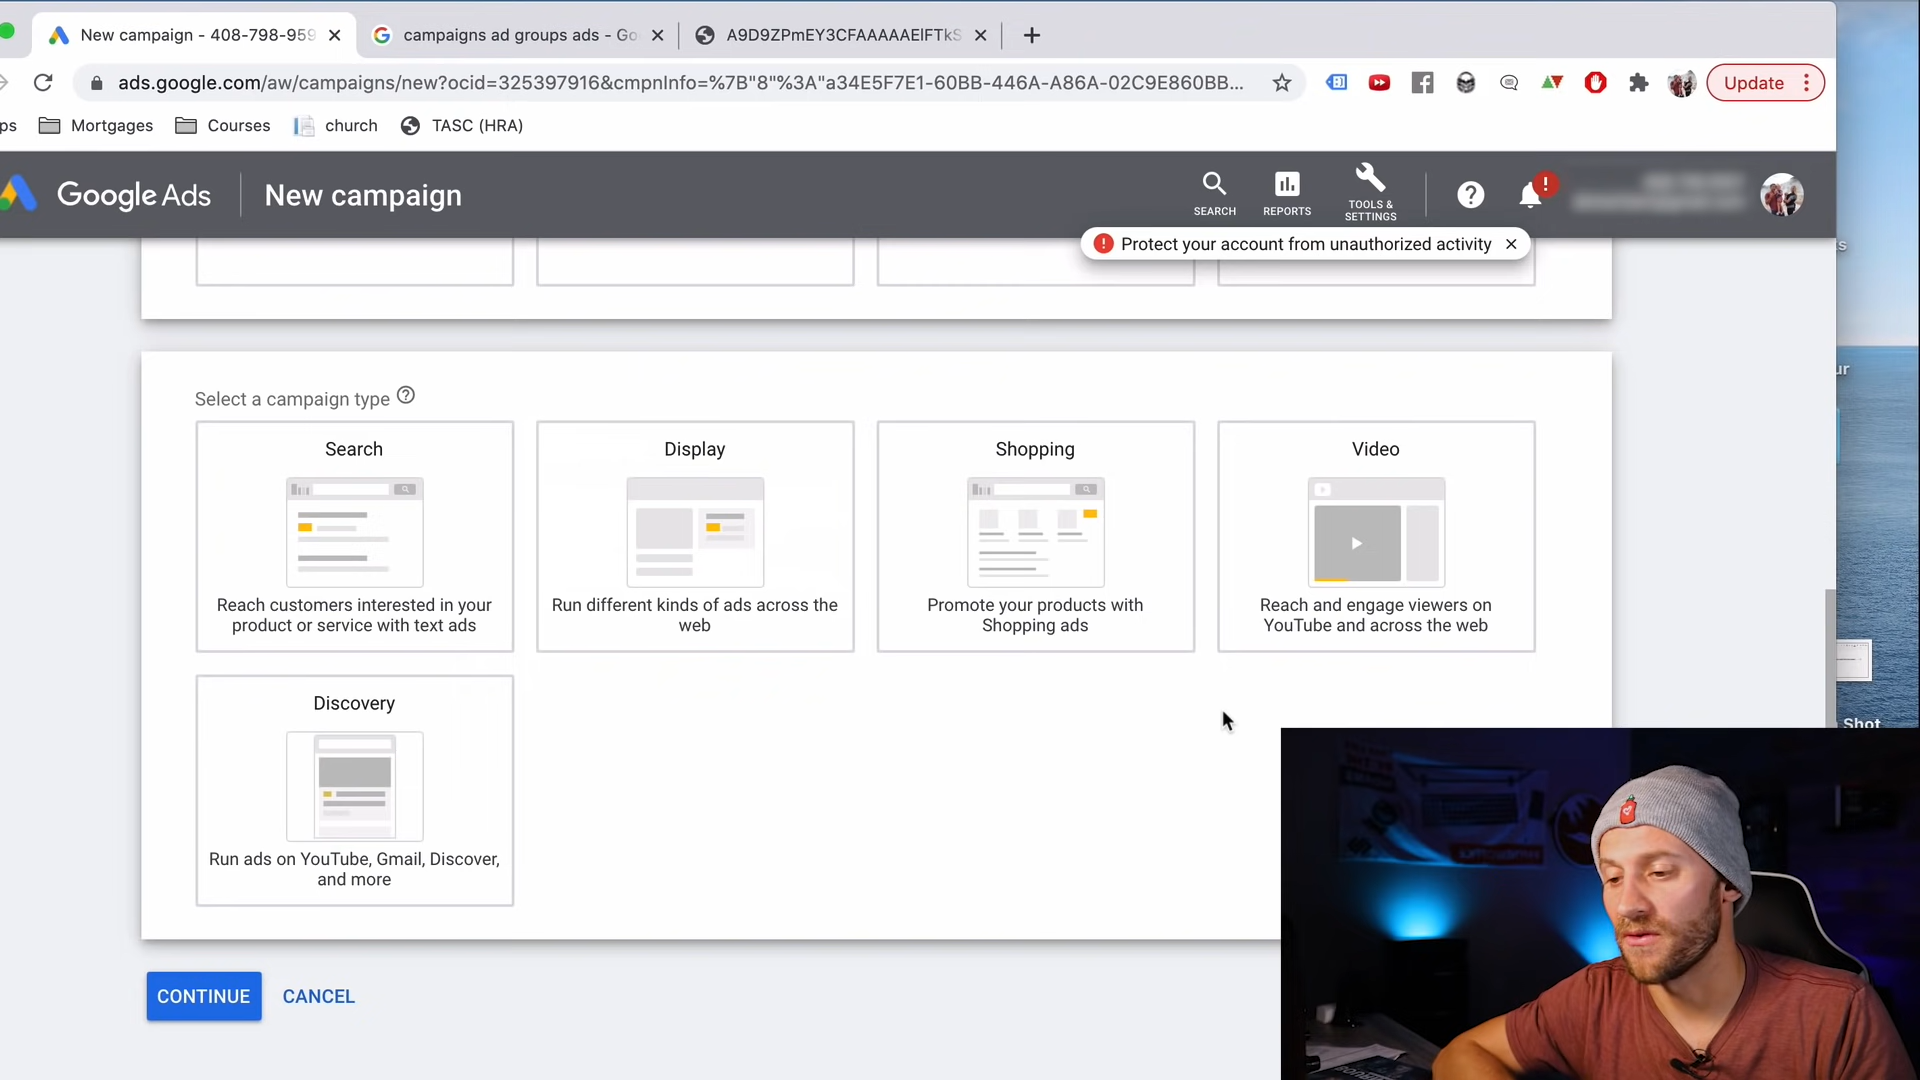 New campaign - 408-798-959
campaigns ad groups ads - Go
A9D9ZPmEY3CFAAAAAElFTkS
ads.google.com/aw/campaigns/new?ocid=325397916&cmpnInfo=%7B"8"%3A"a34E5F7E1-60BB-446A-A86A-02C9E860BB...
Update
ps
Mortgages
Courses
church
TASC (HRA)
Google Ads
New campaign
SEARCH
REPORTS
TOOLS &
SETTINGS
Protect your account from unauthorized activity
Select a campaign type
Search
Reach customers interested in your
product or service with text ads
Display
Run different kinds of ads across the
web
Shopping
Promote your products with
Shopping ads
Video
Reach and engage viewers on
YouTube and across the web
Discovery
Run ads on YouTube, Gmail, Discover,
and more
CONTINUE
CANCEL
ts
ur
Shot